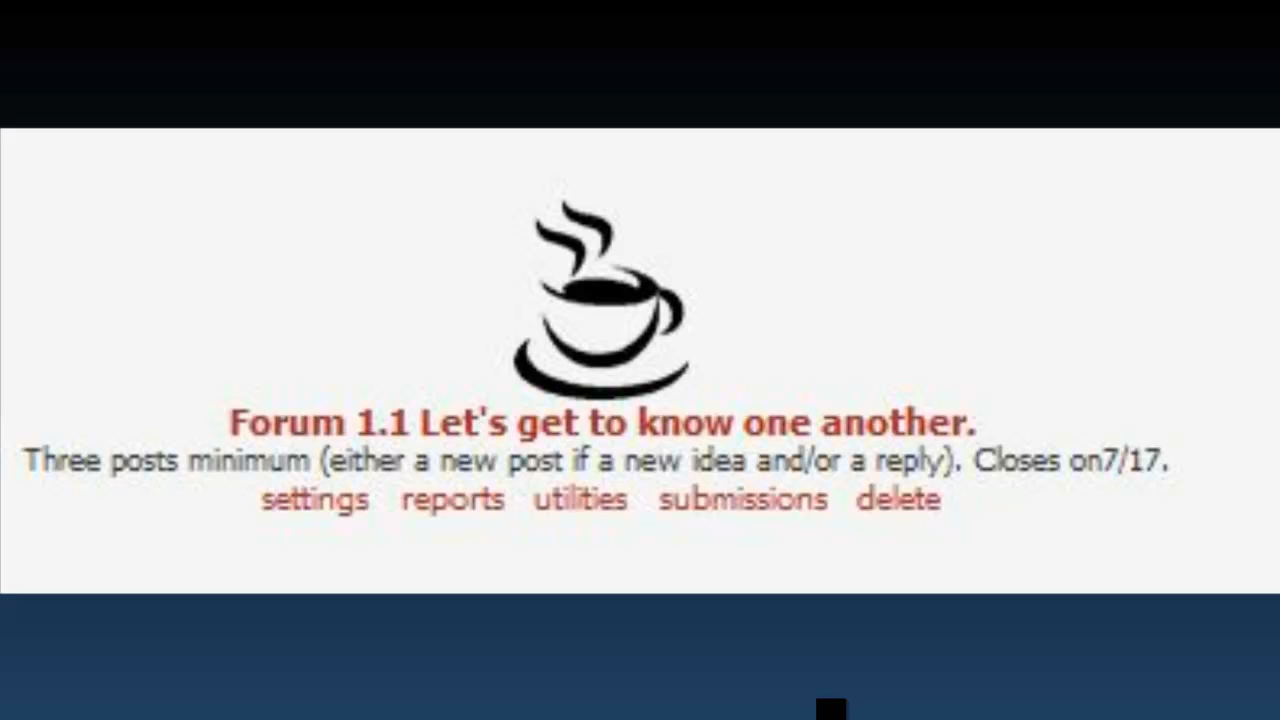 Forum 1.1 Let's get to know one another.
Three posts minimum (either a new post if a new idea and/or a reply). Closes on7/17.
settings reports utilities submissions delete